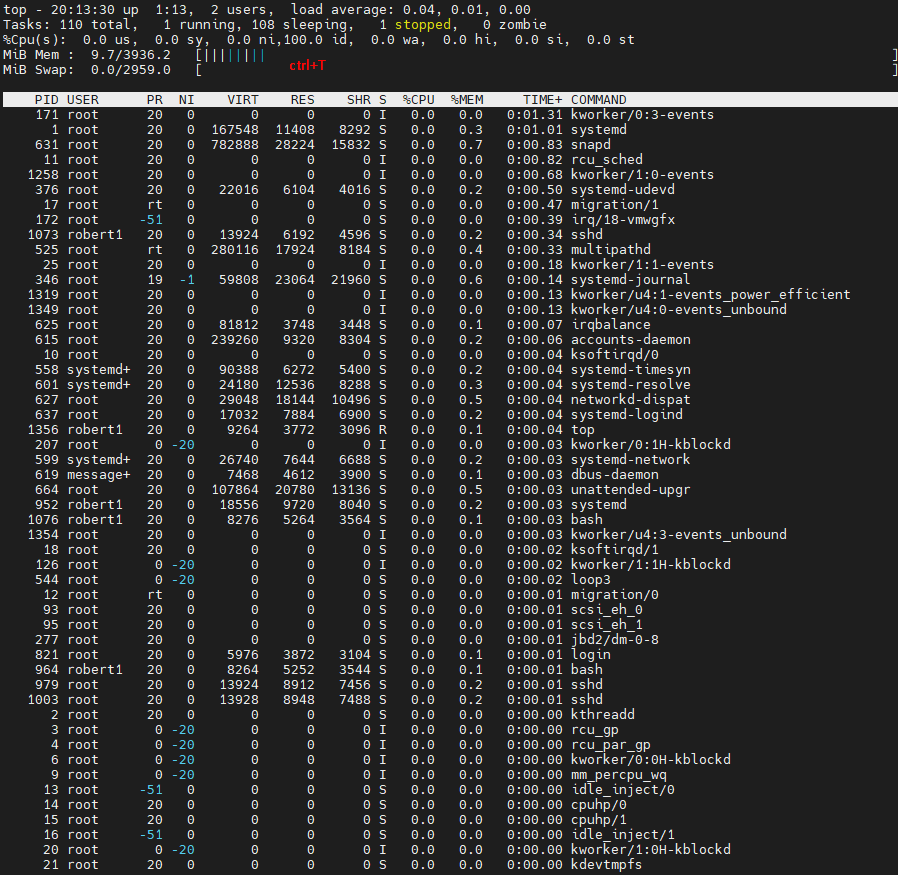 top - 20:13:30 up  1:13,  2 users,  load average: 0.04, 0.01, 0.00
Tasks: 110 total,   1 running, 108 sleeping,   1 stopped,   0 zombie
%Cpu(s):  0.0 us,  0.0 sy,  0.0 ni,100.0 id,  0.0 wa,  0.0 hi,  0.0 si,  0.0 st
MiB Mem :  9.7/3936.2   [||||||||     ]
MiB Swap:  0.0/2959.0   [     ]
ctrl+T
PID USER      PR  NI    VIRT    RES    SHR S  %CPU  %MEM     TIME+ COMMAND
171 root      20   0       0      0      0 I   0.0   0.0   0:01.31 kworker/0:3-events
1 root      20   0  167548  11408   8292 S   0.0   0.3   0:01.01 systemd
631 root      20   0  782888  28224  15832 S   0.0   0.7   0:00.83 snapd
11 root      20   0       0      0      0 I   0.0   0.0   0:00.82 rcu_sched
1258 root      20   0       0      0      0 I   0.0   0.0   0:00.68 kworker/1:0-events
376 root      20   0   22016   6104   4016 S   0.0   0.2   0:00.50 systemd-udevd
17 root      rt   0       0      0      0 S   0.0   0.0   0:00.47 migration/1
172 root     -51   0       0      0      0 S   0.0   0.0   0:00.39 irq/18-vmwgfx
1073 robert1   20   0   13924   6192   4596 S   0.0   0.2   0:00.34 sshd
525 root      rt   0  280116  17924   8184 S   0.0   0.4   0:00.33 multipathd
25 root      20   0       0      0      0 I   0.0   0.0   0:00.18 kworker/1:1-events
346 root      19  -1   59808  23064  21960 S   0.0   0.6   0:00.14 systemd-journal
1319 root      20   0       0      0      0 I   0.0   0.0   0:00.13 kworker/u4:1-events_power_efficient
1349 root      20   0       0      0      0 I   0.0   0.0   0:00.13 kworker/u4:0-events_unbound
625 root      20   0   81812   3748   3448 S   0.0   0.1   0:00.07 irqbalance
615 root      20   0  239260   9320   8304 S   0.0   0.2   0:00.06 accounts-daemon
10 root      20   0       0      0      0 S   0.0   0.0   0:00.04 ksoftirqd/0
558 systemd+  20   0   90388   6272   5400 S   0.0   0.2   0:00.04 systemd-timesyn
601 systemd+  20   0   24180  12536   8288 S   0.0   0.3   0:00.04 systemd-resolve
627 root      20   0   29048  18144  10496 S   0.0   0.5   0:00.04 networkd-dispat
637 root      20   0   17032   7884   6900 S   0.0   0.2   0:00.04 systemd-logind
1356 robert1   20   0    9264   3772   3096 R   0.0   0.1   0:00.04 top
207 root       0 -20       0      0      0 I   0.0   0.0   0:00.03 kworker/0:1H-kblockd
599 systemd+  20   0   26740   7644   6688 S   0.0   0.2   0:00.03 systemd-network
619 message+  20   0    7468   4612   3900 S   0.0   0.1   0:00.03 dbus-daemon
664 root      20   0  107864  20780  13136 S   0.0   0.5   0:00.03 unattended-upgr
952 robert1   20   0   18556   9720   8040 S   0.0   0.2   0:00.03 systemd
1076 robert1   20   0    8276   5264   3564 S   0.0   0.1   0:00.03 bash
1354 root      20   0       0      0      0 I   0.0   0.0   0:00.03 kworker/u4:3-events_unbound
18 root      20   0       0      0      0 S   0.0   0.0   0:00.02 ksoftirqd/1
126 root       0 -20       0      0      0 I   0.0   0.0   0:00.02 kworker/1:1H-kblockd
544 root       0 -20       0      0      0 S   0.0   0.0   0:00.02 loop3
12 root      rt   0       0      0      0 S   0.0   0.0   0:00.01 migration/0
93 root      20   0       0      0      0 S   0.0   0.0   0:00.01 scsi_eh_0
95 root      20   0       0      0      0 S   0.0   0.0   0:00.01 scsi_eh_1
277 root      20   0       0      0      0 S   0.0   0.0   0:00.01 jbd2/dm-0-8
821 root      20   0    5976   3872   3104 S   0.0   0.1   0:00.01 login
964 robert1   20   0    8264   5252   3544 S   0.0   0.1   0:00.01 bash
979 root      20   0   13924   8912   7456 S   0.0   0.2   0:00.01 sshd
1003 root      20   0   13928   8948   7488 S   0.0   0.2   0:00.01 sshd
2 root      20   0       0      0      0 S   0.0   0.0   0:00.00 kthreadd
3 root       0 -20       0      0      0 I   0.0   0.0   0:00.00 rcu_gp
4 root       0 -20       0      0      0 I   0.0   0.0   0:00.00 rcu_par_gp
6 root       0 -20       0      0      0 I   0.0   0.0   0:00.00 kworker/0:0H-kblockd
9 root       0 -20       0      0      0 I   0.0   0.0   0:00.00 mm_percpu_wq
13 root     -51   0       0      0      0 S   0.0   0.0   0:00.00 idle_inject/0
14 root      20   0       0      0      0 S   0.0   0.0   0:00.00 cpuhp/0
15 root      20   0       0      0      0 S   0.0   0.0   0:00.00 cpuhp/1
16 root     -51   0       0      0      0 S   0.0   0.0   0:00.00 idle_inject/1
20 root       0 -20       0      0      0 I   0.0   0.0   0:00.00 kworker/1:0H-kblockd
21 root      20   0       0      0      0 S   0.0   0.0   0:00.00 kdevtmpfs